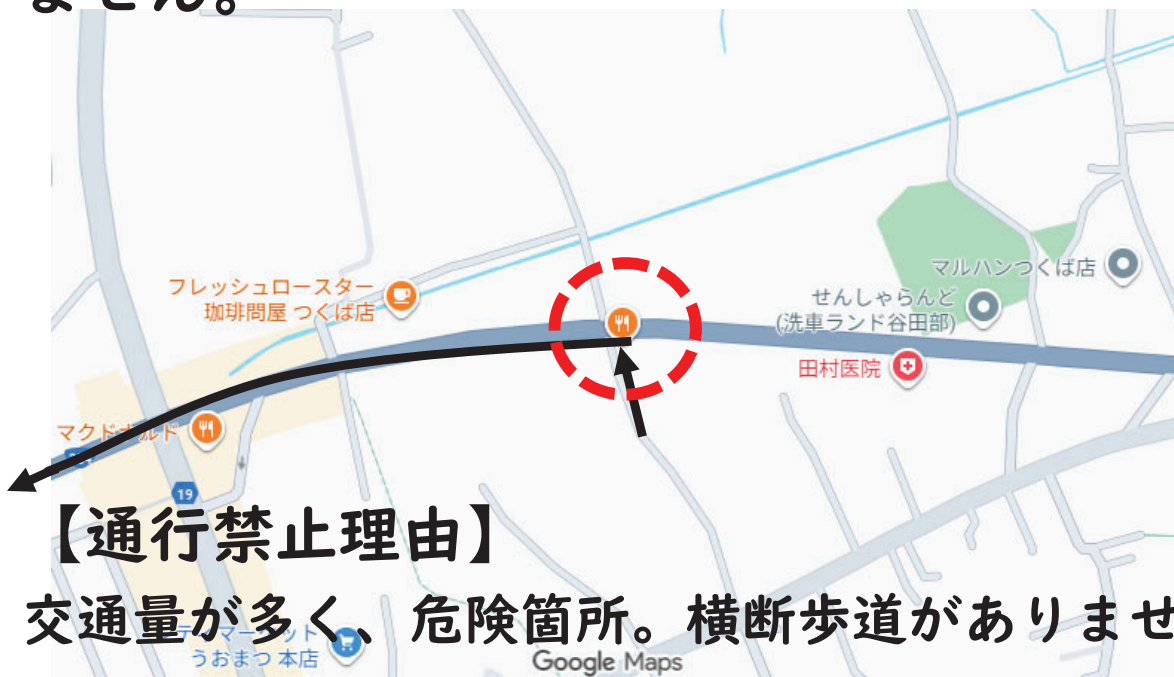 ません。
フレッシュロースター
珈琲問屋 つくば店
マルハンつくば店
せんしゃらんど
(洗車ランド谷田部)
田村医院
マクドナルド
19
【通行禁止理由】
交通量が多く、危険箇所。横断歩道がありませ
うおまつ 本店
Google Maps